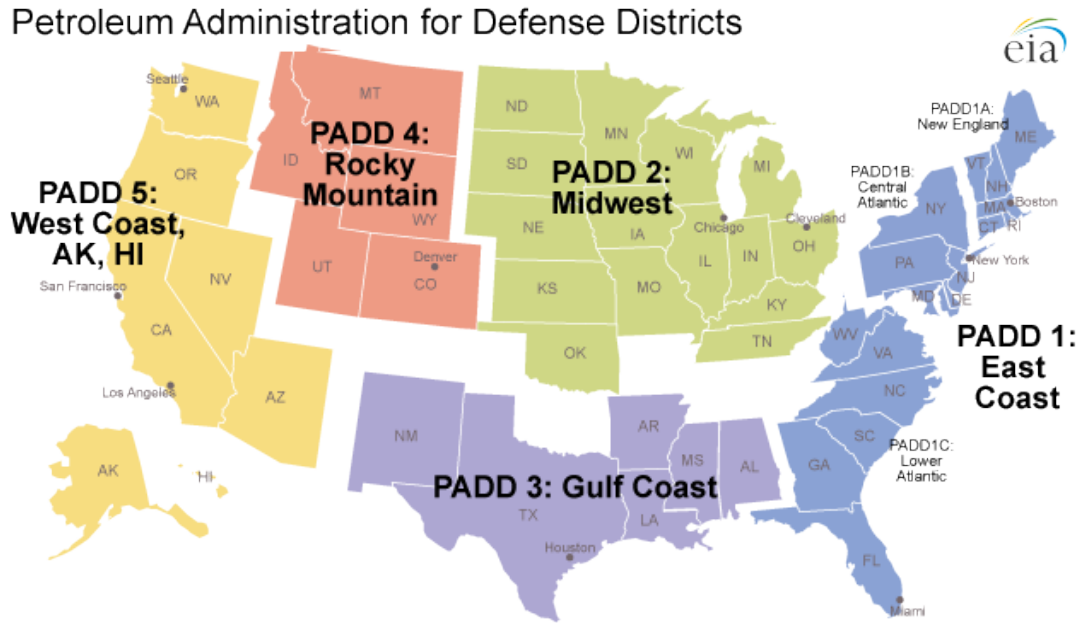 Petroleum Administration for Defense Districts
eia
Seattle
WA
OR
PADD 5:
West Coast,
AK, HI
San Francisco
NV
CA
Los Angeles
AZ
AK
HI
MT
PADD 4:
Rocky
Mountain
ID
WY
UT
Denver
CO
ND
MN
SD
WI
MI
PADD 2:
Midwest
NE
IA
Chicago
Cleveland
IL
IN
OH
KS
MO
KY
OK
TN
NM
AR
MS
AL
PADD 3: Gulf Coast
TX
LA
Houston
PADD1A:
New England
ME
VT
NH
MA
Boston
CT
RI
PADD1B:
Central
Atlantic
NY
PA
New York
NJ
MD
DE
PADD 1:
East
Coast
WV
VA
NC
SC
PADD1C:
Lower
Atlantic
GA
FL
Miami